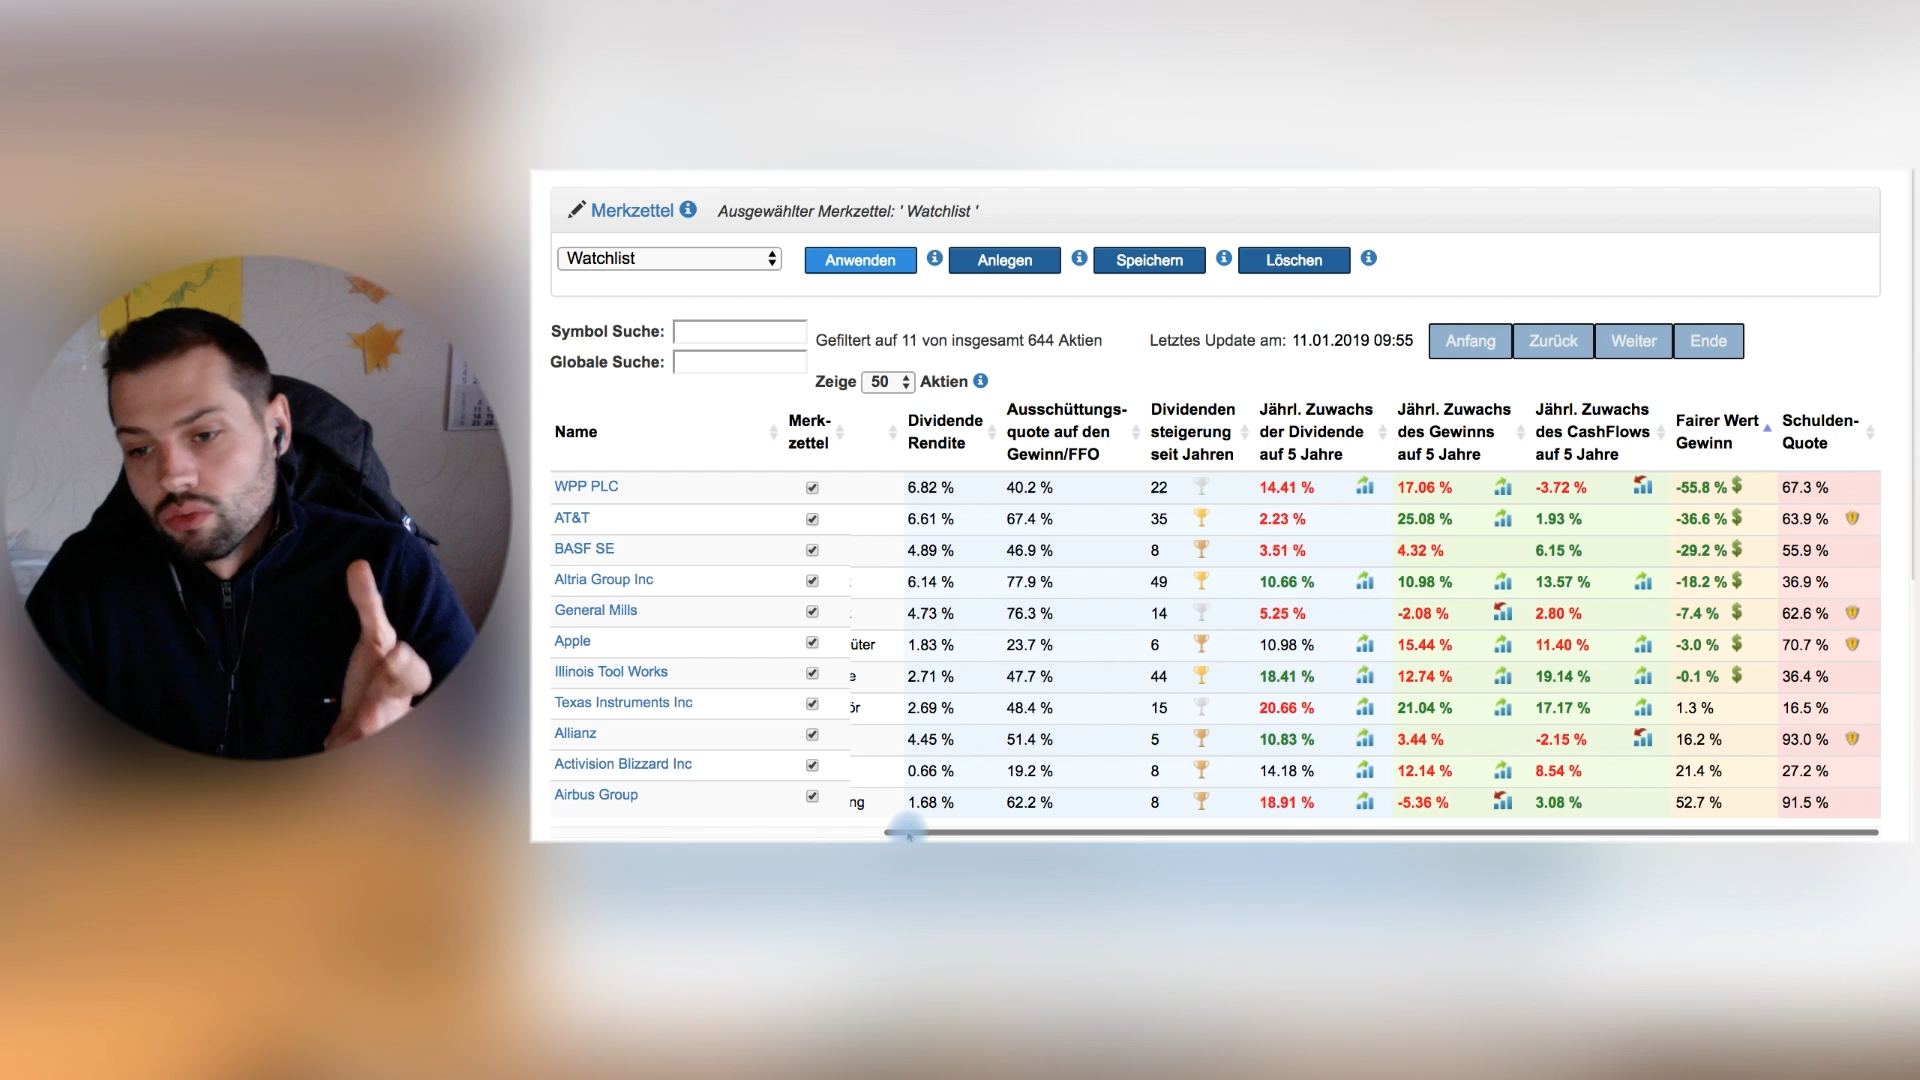 Merkzettel Ausgewählter Merkzettel: ' Watchlist '
Watchlist Anwenden Anlegen Speichern Löschen
Symbol Suche: Gefiltert auf 11 von insgesamt 644 Aktien Letztes Update am: 11.01.2019 09:55 Anfang Zurück Weiter Ende
Globale Suche:
Zeige 50 Aktien
Name Merk-zettel Dividende Rendite Ausschüttungs-quote auf den Gewinn/FFO Dividenden steigerung seit Jahren Jährl. Zuwachs der Dividende auf 5 Jahre Jährl. Zuwachs des Gewinns auf 5 Jahre Jährl. Zuwachs des CashFlows auf 5 Jahre Fairer Wert Gewinn Schulden-Quote
WPP PLC 6.82 % 40.2 % 22 14.41 % 17.06 % -3.72 % -55.8 % $ 67.3 %
AT&T 6.61 % 67.4 % 35 2.23 % 25.08 % 1.93 % -36.6 % $ 63.9 %
BASF SE 4.89 % 46.9 % 8 3.51 % 4.32 % 6.15 % -29.2 % $ 55.9 %
Altria Group Inc 6.14 % 77.9 % 49 10.66 % 10.98 % 13.57 % -18.2 % $ 36.9 %
General Mills 4.73 % 76.3 % 14 5.25 % -2.08 % 2.80 % -7.4 % $ 62.6 %
Apple üter 1.83 % 23.7 % 6 10.98 % 15.44 % 11.40 % -3.0 % $ 70.7 %
Illinois Tool Works e 2.71 % 47.7 % 44 18.41 % 12.74 % 19.14 % -0.1 % $ 36.4 %
Texas Instruments Inc ör 2.69 % 48.4 % 15 20.66 % 21.04 % 17.17 % 1.3 % 16.5 %
Allianz 4.45 % 51.4 % 5 10.83 % 3.44 % -2.15 % 16.2 % 93.0 %
Activision Blizzard Inc 0.66 % 19.2 % 8 14.18 % 12.14 % 8.54 % 21.4 % 27.2 %
Airbus Group ng 1.68 % 62.2 % 8 18.91 % -5.36 % 3.08 % 52.7 % 91.5 %